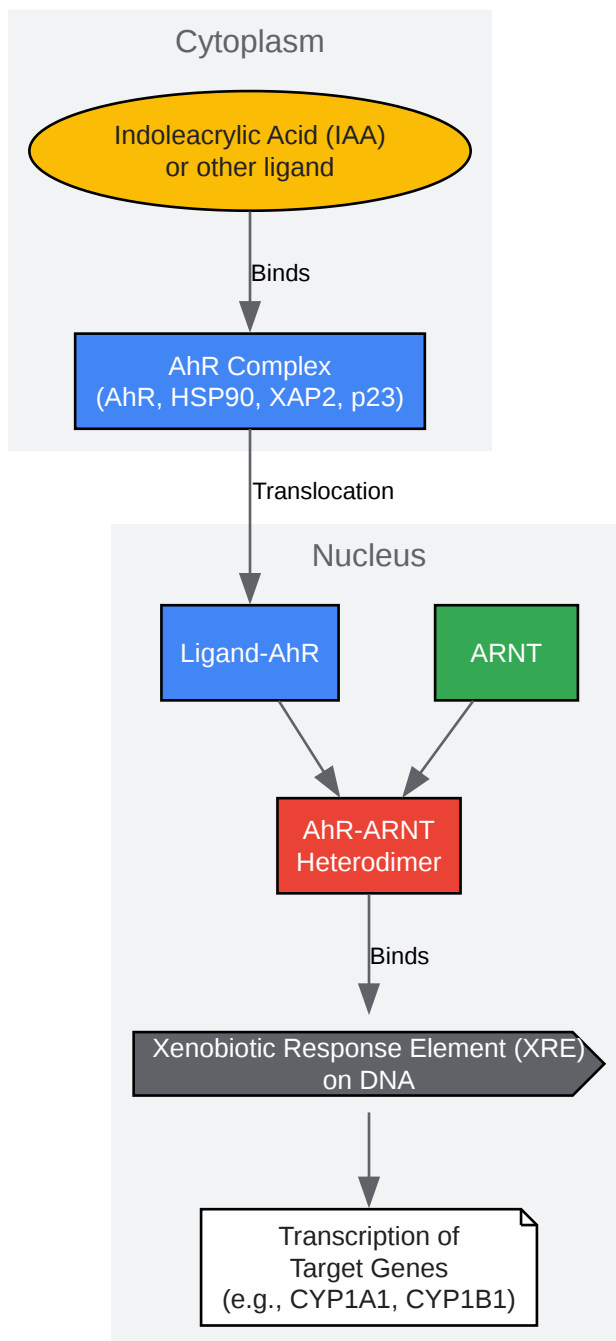 Cytoplasm
Indoleacrylic Acid (IAA)
or other ligand
Binds
AhR Complex
(AhR, HSP90, XAP2, p23)
Translocation
Nucleus
Ligand-AhR
ARNT
AhR-ARNT
Heterodimer
Binds
Xenobiotic Response Element (XRE)
on DNA
Transcription of
Target Genes
(e.g., CYP1A1, CYP1B1)